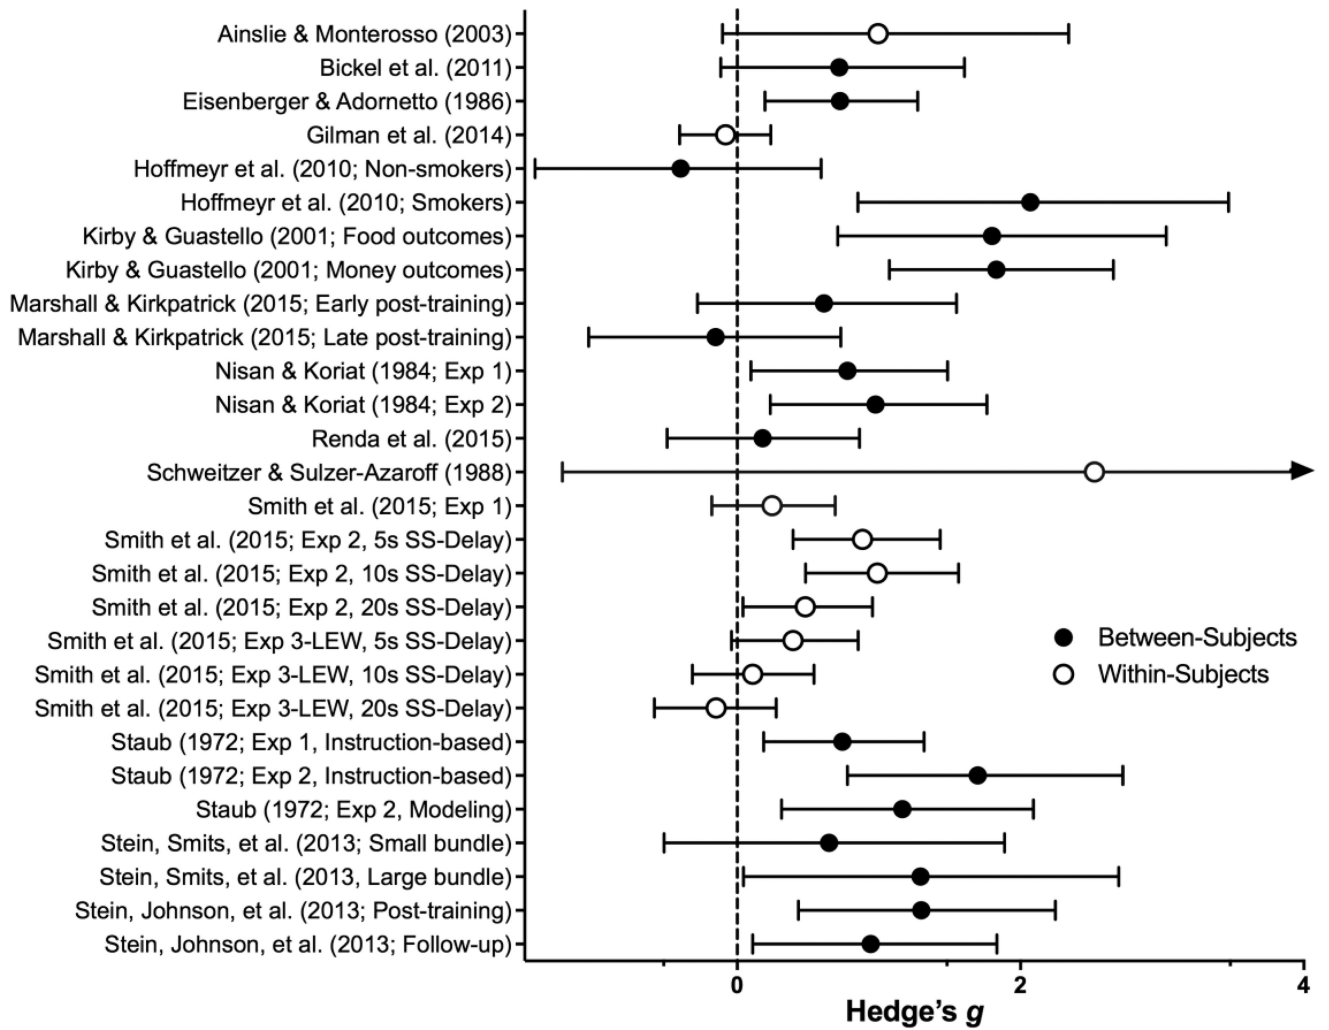 Ainslie & Monterosso (2003)
Bickel et al. (2011)
Eisenberger & Adornetto (1986)
Gilman et al. (2014)
Hoffmeyr et al. (2010; Non-smokers)
Hoffmeyr et al. (2010; Smokers)
Kirby & Guastello (2001; Food outcomes)
Kirby & Guastello (2001; Money outcomes)
Marshall & Kirkpatrick (2015; Early post-training)
Marshall & Kirkpatrick (2015; Late post-training)
Nisan & Koriat (1984; Exp 1)
Nisan & Koriat (1984; Exp 2)
Renda et al. (2015)
Schweitzer & Sulzer-Azaroff (1988)
Smith et al. (2015; Exp 1)
Smith et al. (2015; Exp 2, 5s SS-Delay)
Smith et al. (2015; Exp 2, 10s SS-Delay)
Smith et al. (2015; Exp 2, 20s SS-Delay)
Smith et al. (2015; Exp 3-LEW, 5s SS-Delay)
Smith et al. (2015; Exp 3-LEW, 10s SS-Delay)
Smith et al. (2015; Exp 3-LEW, 20s SS-Delay)
Staub (1972; Exp 1, Instruction-based)
Staub (1972; Exp 2, Instruction-based)
Staub (1972; Exp 2, Modeling)
Stein, Smits, et al. (2013; Small bundle)
Stein, Smits, et al. (2013, Large bundle)
Stein, Johnson, et al. (2013; Post-training)
Stein, Johnson, et al. (2013; Follow-up)
Between-Subjects
Within-Subjects
0 2 4
Hedge's g